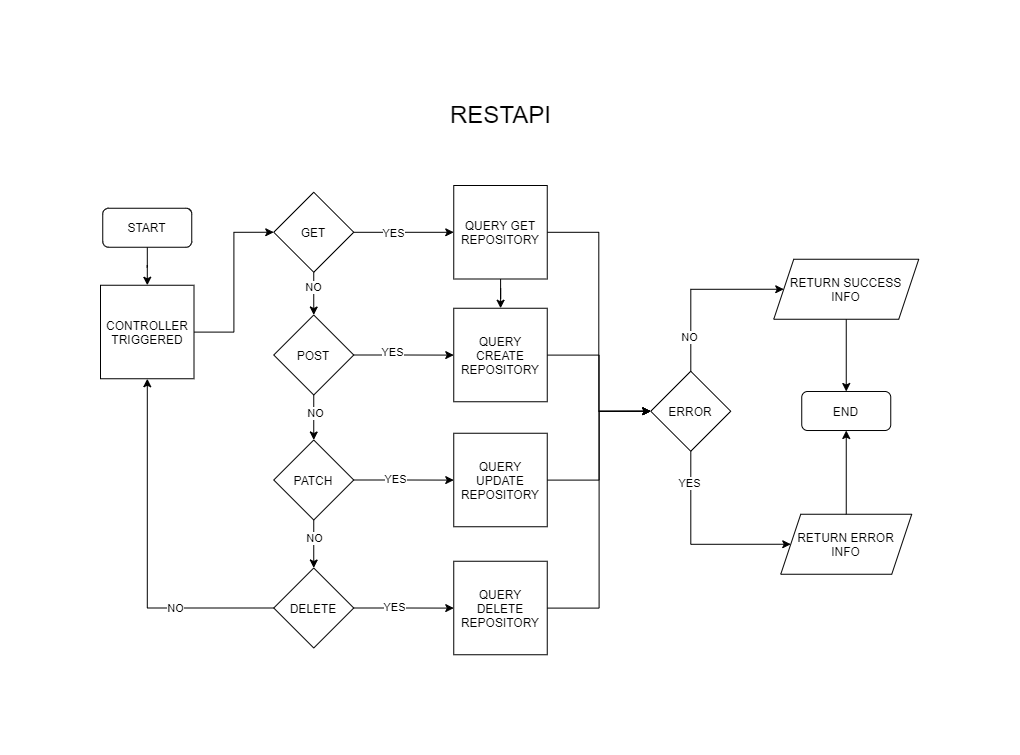 RESTAPI
START
CONTROLLER
TRIGGERED
GET
YES
QUERY GET
REPOSITORY
NO
POST
YES
QUERY
CREATE
REPOSITORY
NO
PATCH
YES
QUERY
UPDATE
REPOSITORY
NO
DELETE
YES
QUERY
DELETE
REPOSITORY
NO
ERROR
NO
RETURN SUCCESS
INFO
END
YES
RETURN ERROR
INFO